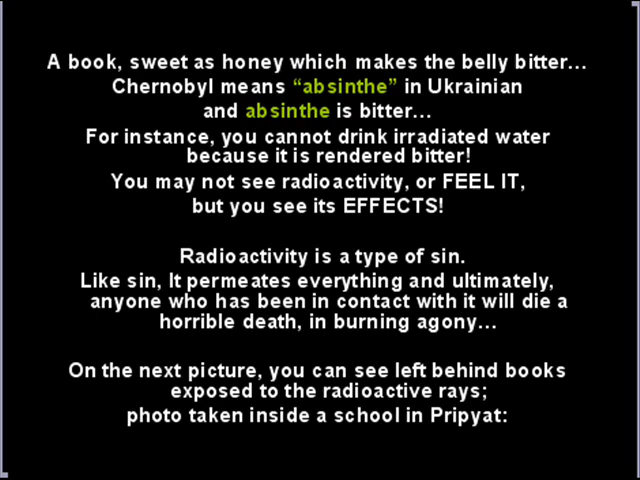 A book, sweet as honey which makes the belly bitter...
Chernobyl means “absinthe” in Ukrainian
and absinthe is bitter...
For instance, you cannot drink irradiated water
because it is rendered bitter!
You may not see radioactivity, or FEEL IT,
but you see its EFFECTS!
Radioactivity is a type of sin.
Like sin, It permeates everything and ultimately,
anyone who has been in contact with it will die a
horrible death, in burning agony...
On the next picture, you can see left behind books
exposed to the radioactive rays;
photo taken inside a school in Pripyat: